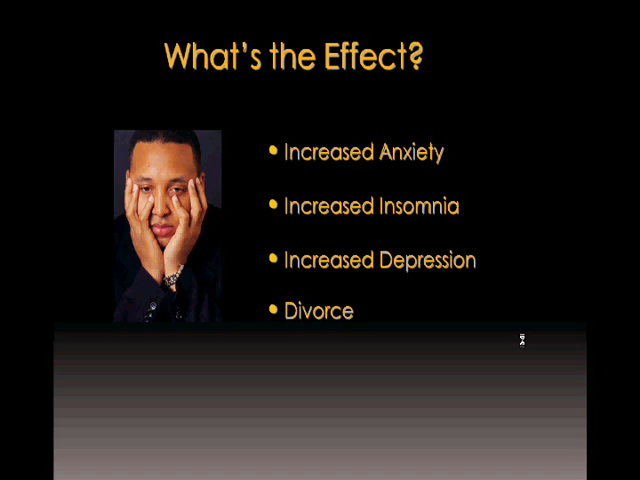 What's the Effect?
• Increased Anxiety
• Increased Insomnia
• Increased Depression
• Divorce